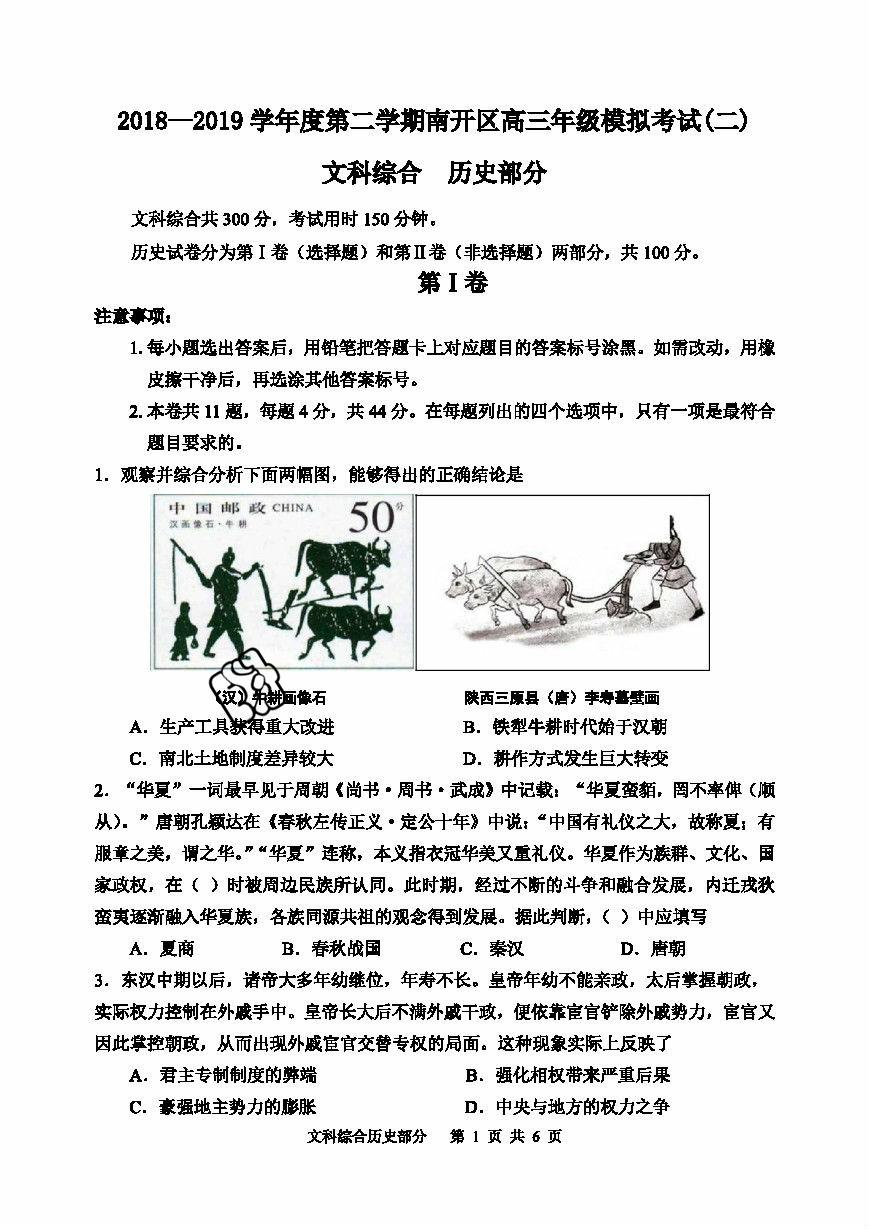 2018—2019 学年度第二学期南开区高三年级模拟考试(二)
文科综合 历史部分
文科综合共 300 分，考试用时 150 分钟。
历史试卷分为第Ⅰ卷（选择题）和第Ⅱ卷（非选择题）两部分，共 100 分。
第Ⅰ卷
注意事项：
1. 每小题选出答案后，用铅笔把答题卡上对应题目的答案标号涂黑。如需改动，用橡
皮擦干净后，再选涂其他答案标号。
2. 本卷共 11 题，每题 4 分，共 44 分。在每题列出的四个选项中，只有一项是最符合
题目要求的。
1．观察并综合分析下面两幅图，能够得出的正确结论是
中国邮政 CHINA 50分
汉画像石·牛耕
（汉）牛耕画像石 陕西三原县（唐）李寿墓壁画
A．生产工具获得重大改进 B．铁犁牛耕时代始于汉朝
C．南北土地制度差异较大 D．耕作方式发生巨大转变
2．“华夏”一词最早见于周朝《尚书·周书·武成》中记载：“华夏蛮貊，罔不率俾（顺
从）。”唐朝孔颖达在《春秋左传正义·定公十年》中说：“中国有礼仪之大，故称夏；有
服章之美，谓之华。”“华夏”连称，本义指衣冠华美又重礼仪。华夏作为族群、文化、国
家政权，在（ ）时被周边民族所认同。此时期，经过不断的斗争和融合发展，内迁戎狄
蛮夷逐渐融入华夏族，各族同源共祖的观念得到发展。据此判断，（ ）中应填写
A．夏商 B．春秋战国 C．秦汉 D．唐朝
3．东汉中期以后，诸帝大多年幼继位，年寿不长。皇帝年幼不能亲政，太后掌握朝政，
实际权力控制在外戚手中。皇帝长大后不满外戚干政，便依靠宦官铲除外戚势力，宦官又
因此掌控朝政，从而出现外戚宦官交替专权的局面。这种现象实际上反映了
A．君主专制制度的弊端 B．强化相权带来严重后果
C．豪强地主势力的膨胀 D．中央与地方的权力之争
文科综合历史部分 第 1 页 共 6 页